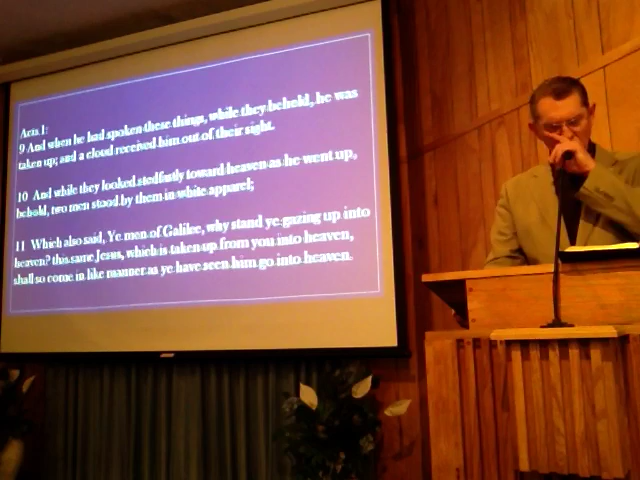 Acts 1:
9 And when he had spoken these things, while they beheld, he was
taken up; and a cloud received him out of their sight.
10 And while they looked stedfastly toward heaven as he went up,
behold, two men stood by them in white apparel;
11 Which also said, Ye men of Galilee, why stand ye gazing up into
heaven? this same Jesus, which is taken up from you into heaven,
shall so come in like manner as ye have seen him go into heaven.